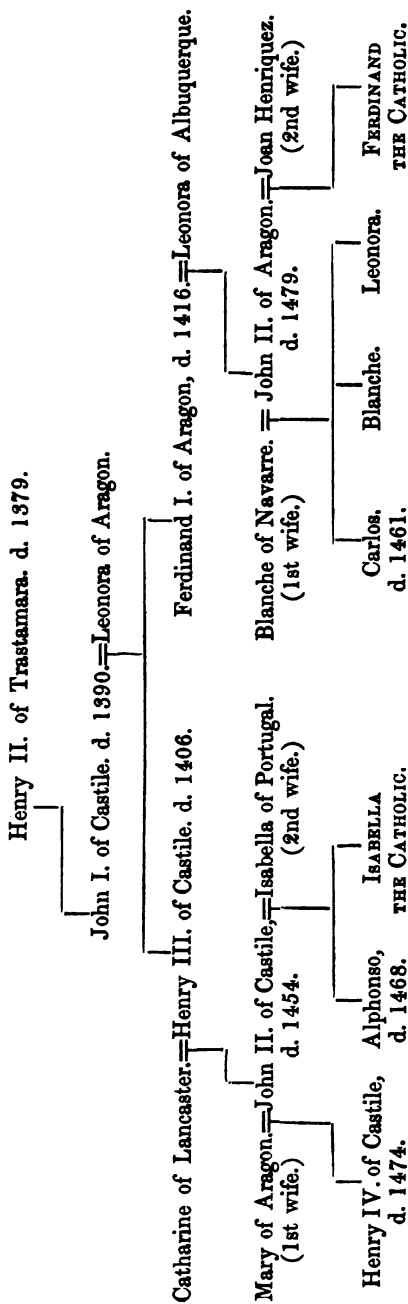 Henry II. of Trastamara. d. 1379.
John I. of Castile. d. 1390.=Leonora of Aragon.
Catharine of Lancaster.=Henry III. of Castile. d. 1406.
Ferdinand I. of Aragon, d. 1416.=Leonora of Albuquerque.
Mary of Aragon.=John II. of Castile,=Isabella of Portugal.
(1st wife.) d. 1454. (2nd wife.)
Blanche of Navarre. = John II. of Aragon.=Joan Henriquez.
(1st wife.) d. 1479. (2nd wife.)
Henry IV. of Castile,
d. 1474.
Alphonso,
d. 1468.
ISABELLA
THE CATHOLIC.
Carlos.
d. 1461.
Blanche.
Leonora.
FERDINAND
THE CATHOLIC.